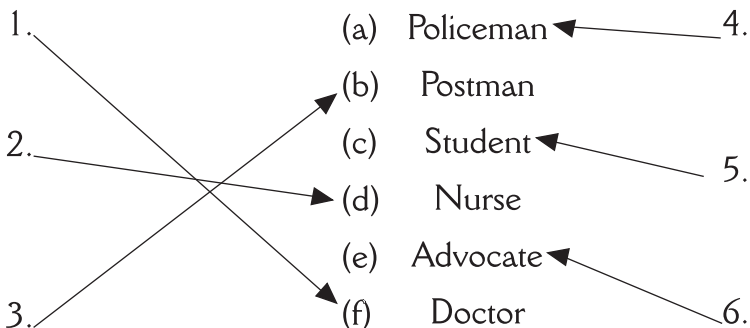 1. (a) Policeman 4.
(b) Postman
2. (c) Student 5.
(d) Nurse
(e) Advocate
3. (f) Doctor 6.